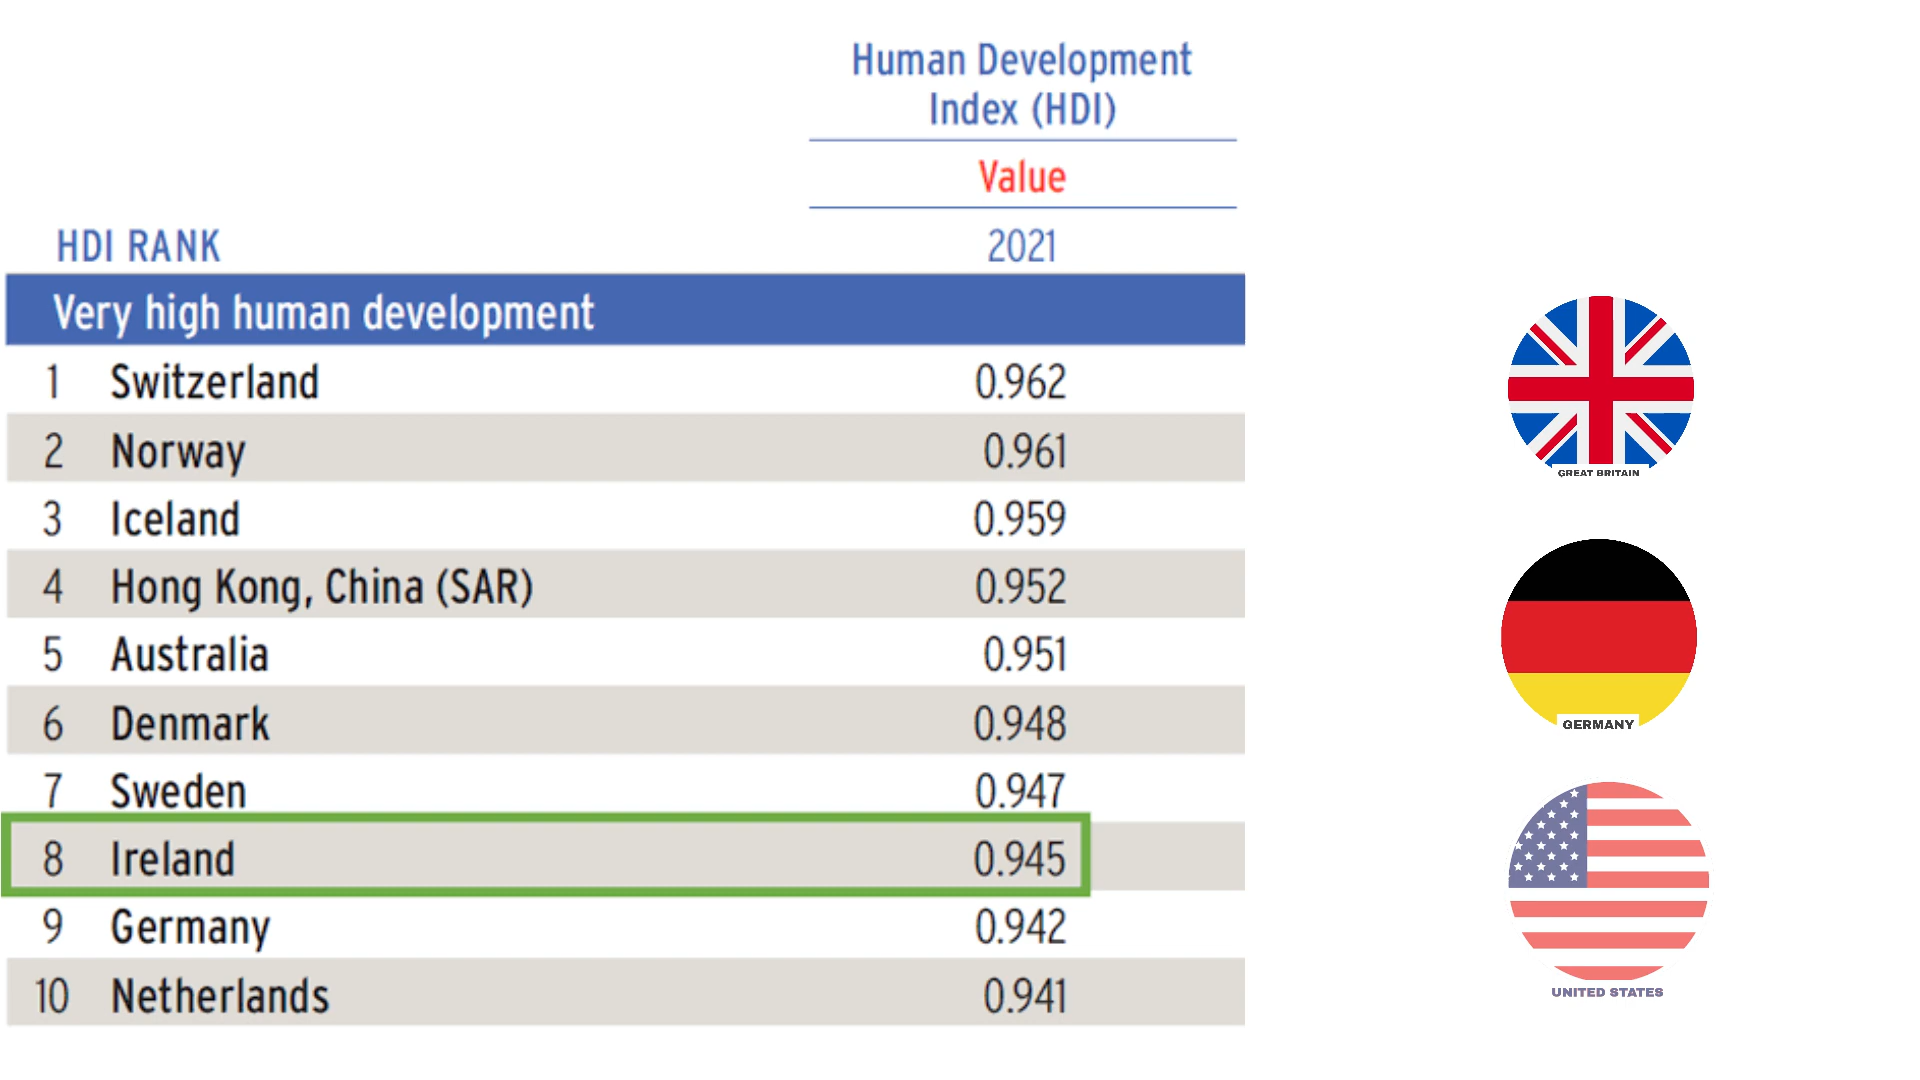 Human Development
Index (HDI)
Value
HDI RANK 2021
Very high human development
1 Switzerland 0.962
2 Norway 0.961
3 Iceland 0.959
4 Hong Kong, China (SAR) 0.952
5 Australia 0.951
6 Denmark 0.948
7 Sweden 0.947
8 Ireland 0.945
9 Germany 0.942
10 Netherlands 0.941
GREAT BRITAIN
GERMANY
UNITED STATES